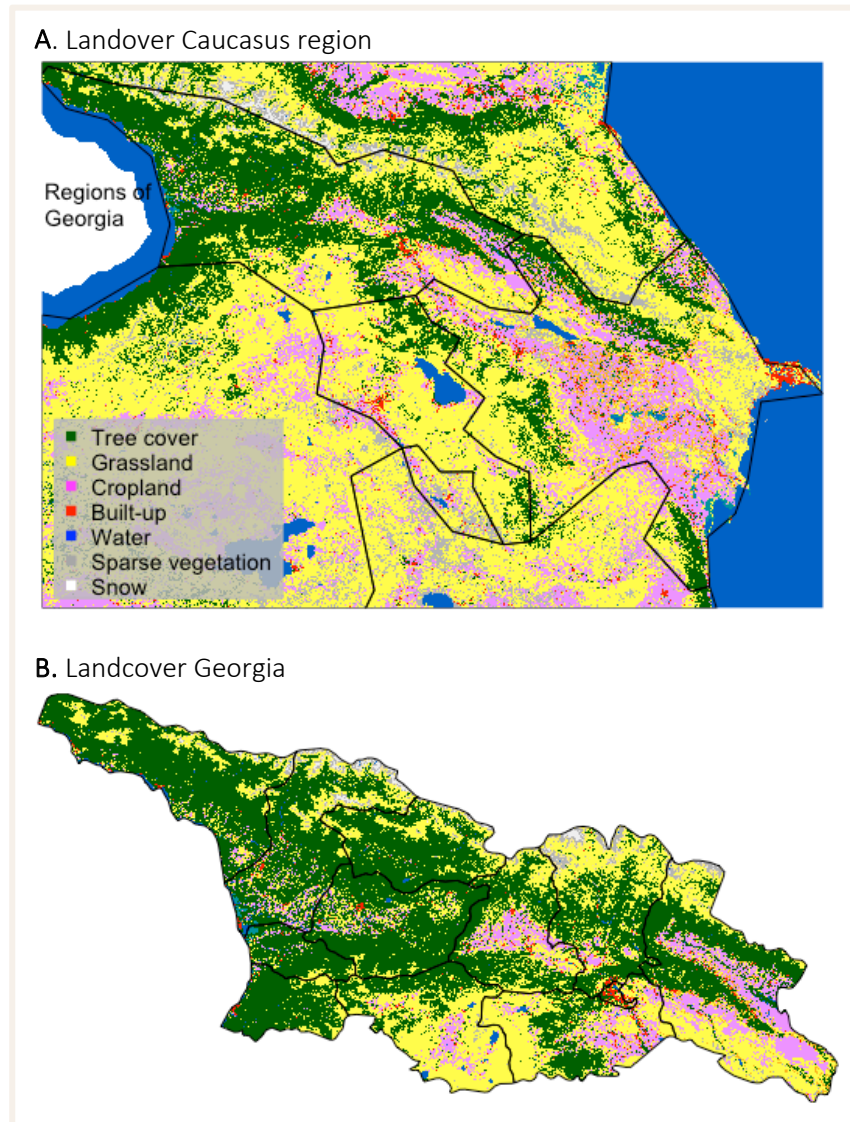 A. Landover Caucasus region
Regions of
Georgia
Tree cover
Grassland
Cropland
Built-up
Water
Sparse vegetation
Snow
B. Landcover Georgia